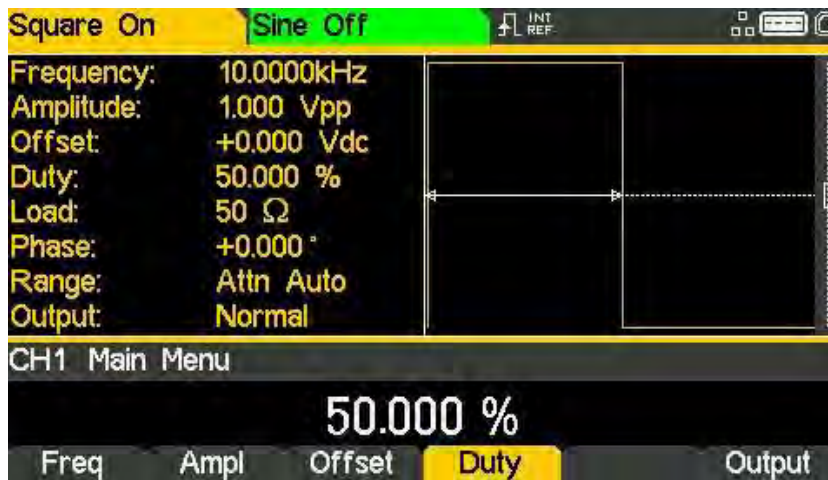 Square On Sine Off INT REF
Frequency: 10.0000kHz
Amplitude: 1.000 Vpp
Offset: +0.000 Vdc
Duty: 50.000 %
Load: 50 Ω
Phase: +0.000°
Range: Attn Auto
Output: Normal
CH1 Main Menu
50.000 %
Freq Ampl Offset Duty Output